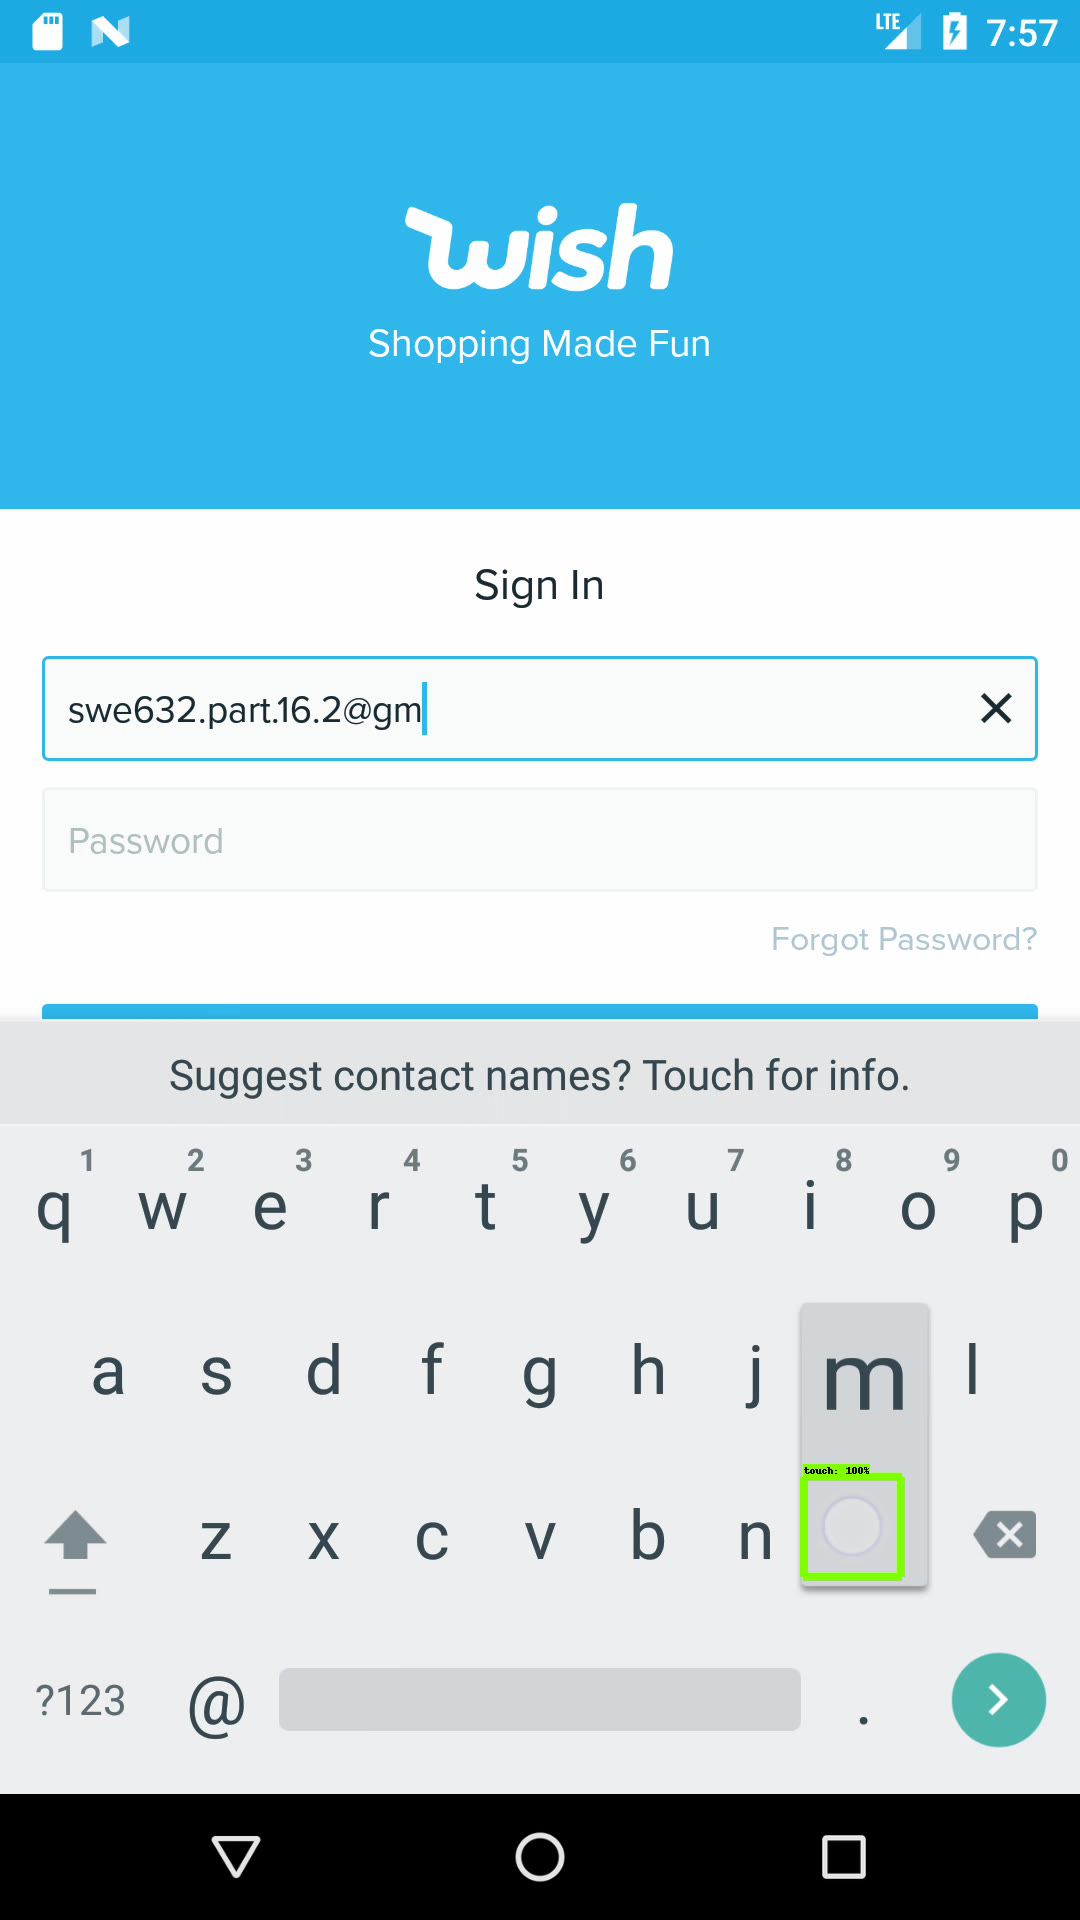 LTE 7:57
wish
Shopping Made Fun
Sign In
swe632.part.16.2@gm
Password
Forgot Password?
Suggest contact names? Touch for info.
1 2 3 4 5 6 7 8 9 0
q w e r t y u i o p
a s d f g h j m l
touch: 100%
z x c v b n
?123 @ .